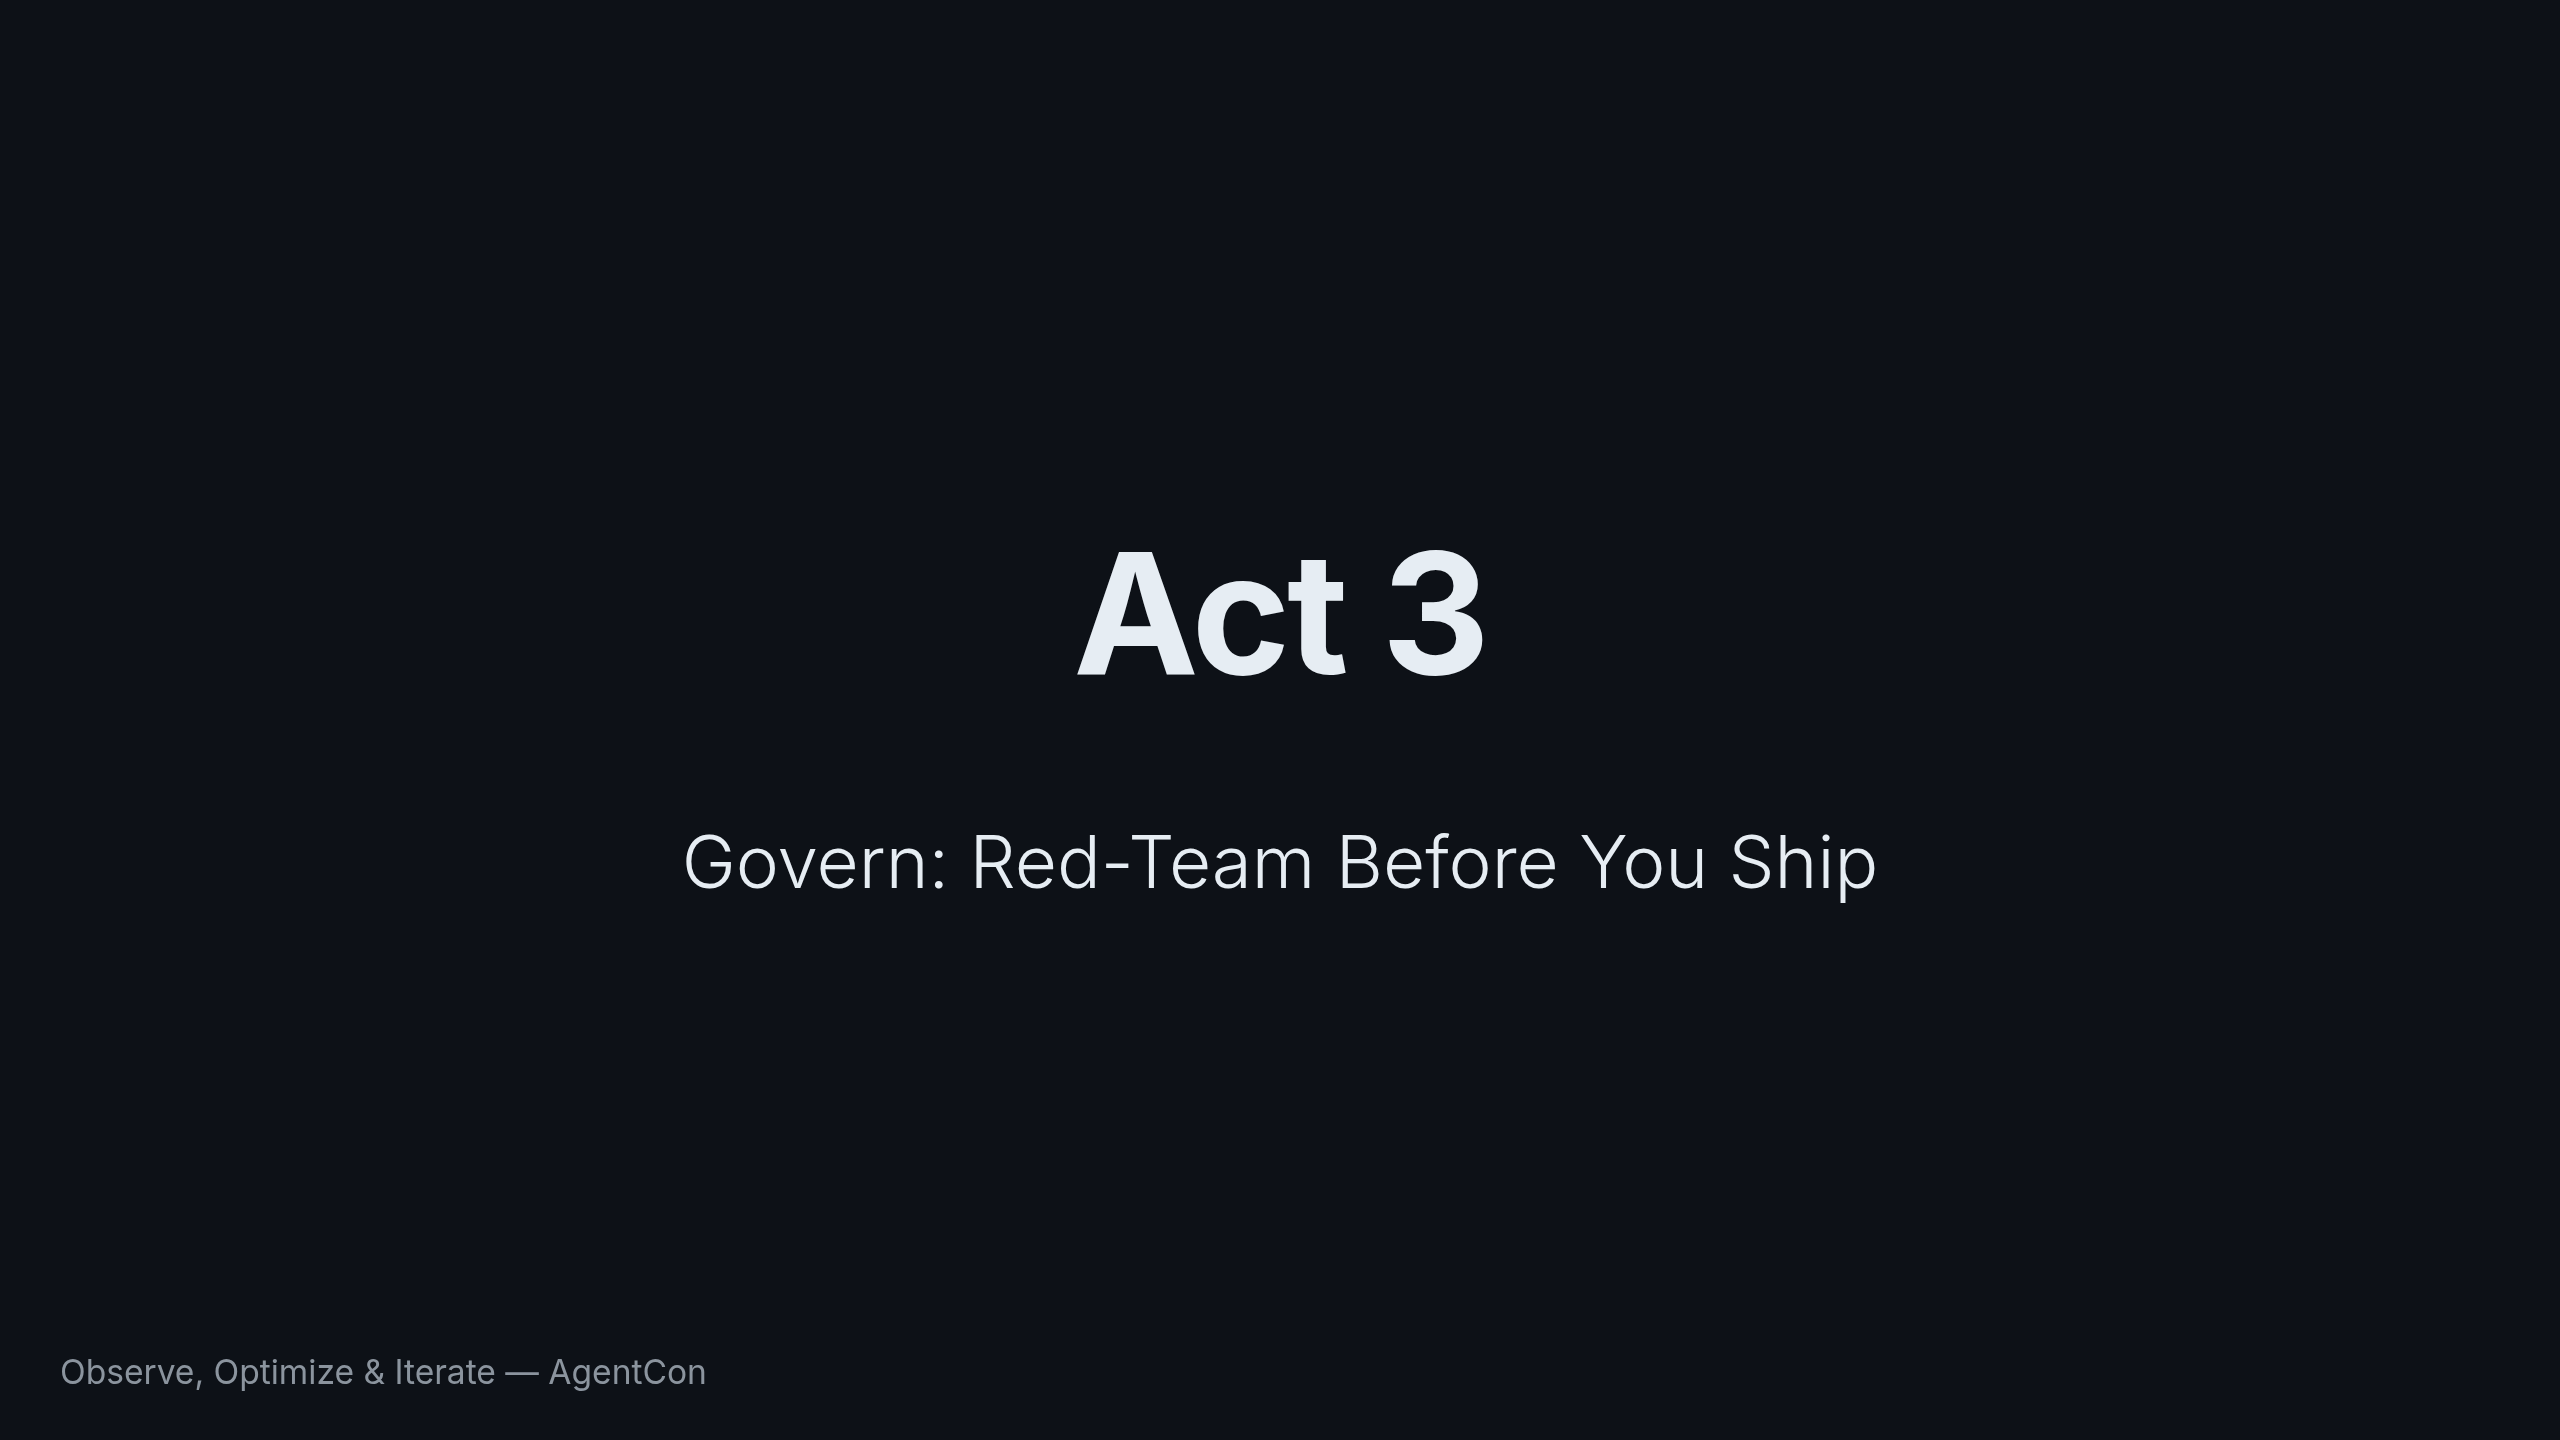 Act 3
Govern: Red-Team Before You Ship
Observe, Optimize & Iterate — AgentCon